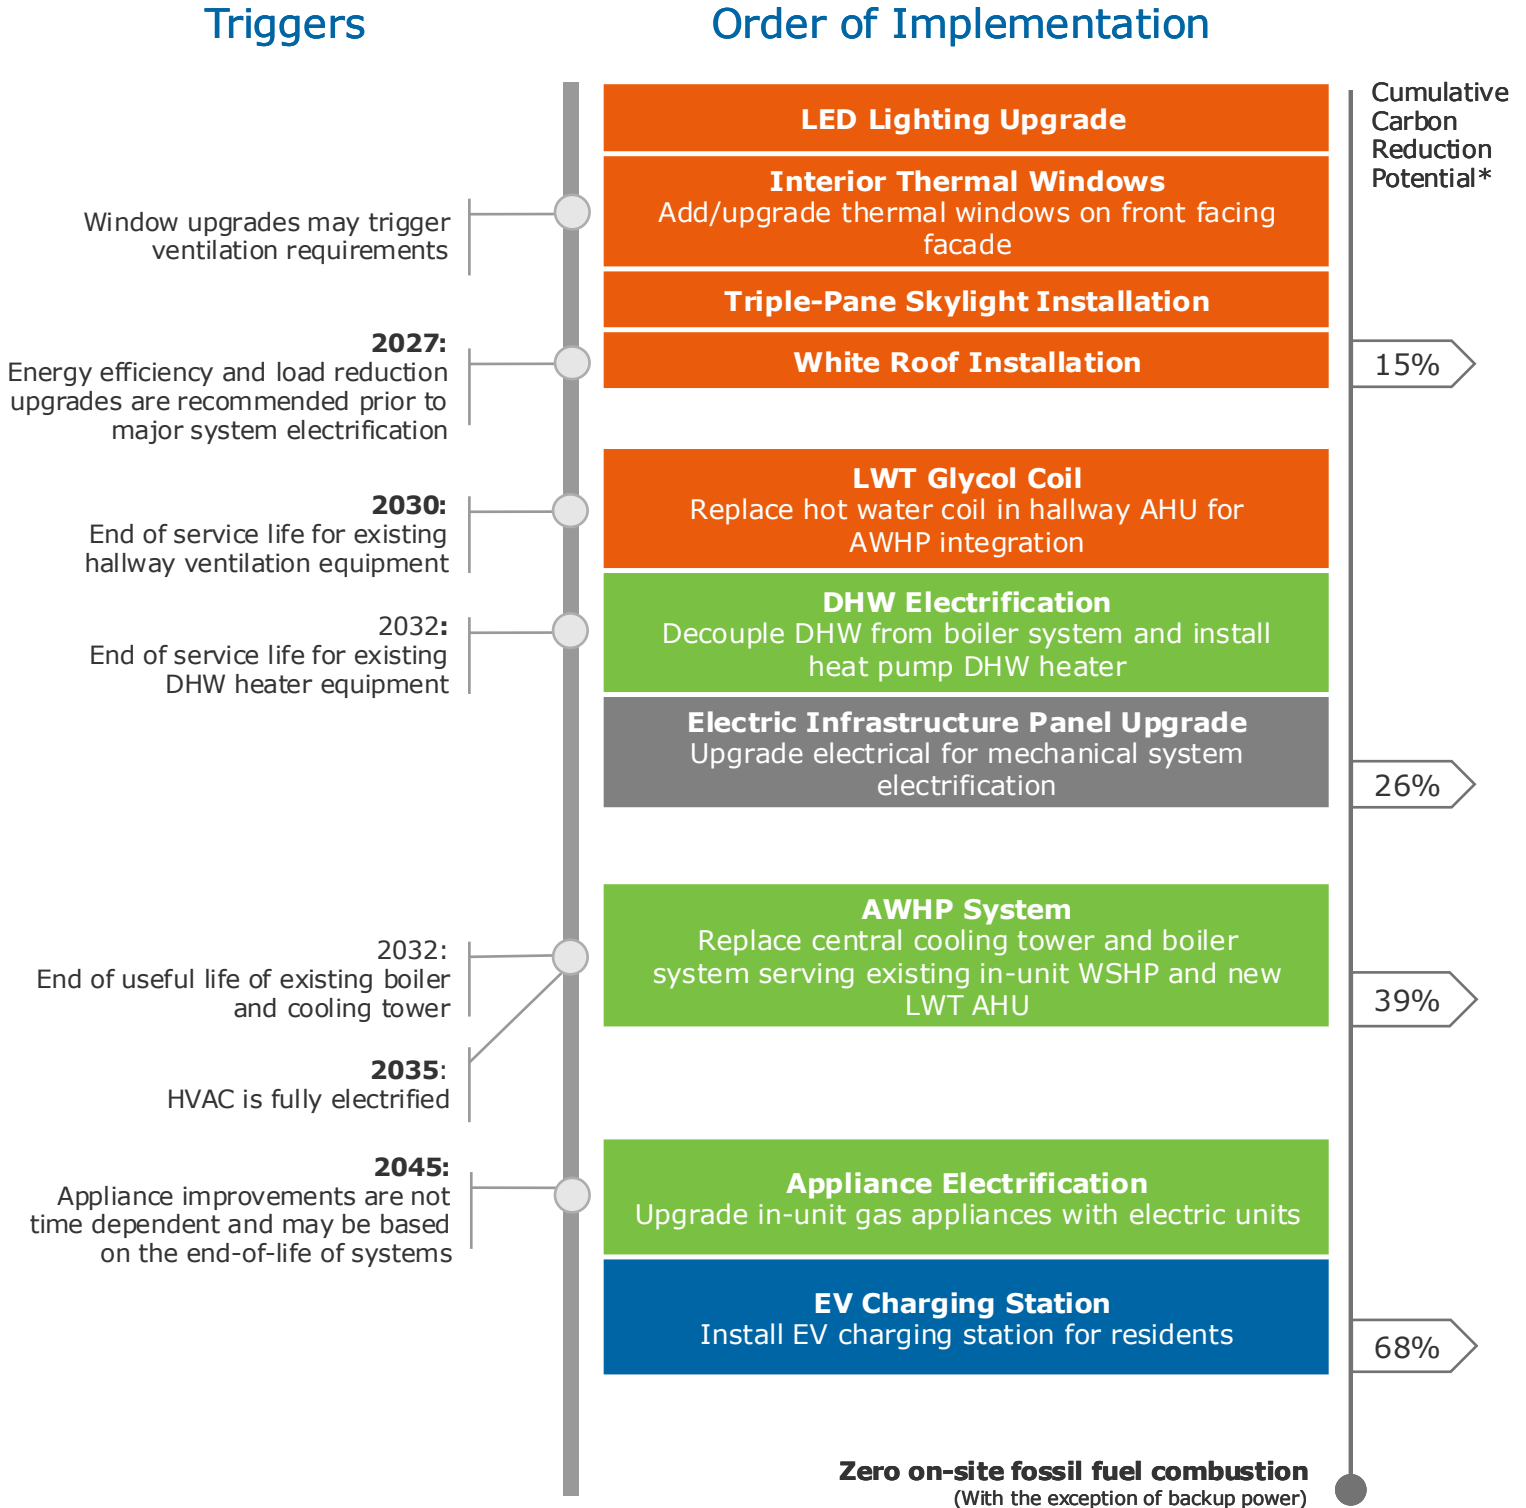 Triggers
Order of Implementation
Cumulative
Carbon
Reduction
Potential*
LED Lighting Upgrade
Interior Thermal Windows
Add/upgrade thermal windows on front facing
facade
Window upgrades may trigger
ventilation requirements
Triple-Pane Skylight Installation
2027:
Energy efficiency and load reduction
upgrades are recommended prior to
major system electrification
White Roof Installation
15%
2030:
End of service life for existing
hallway ventilation equipment
LWT Glycol Coil
Replace hot water coil in hallway AHU for
AWHP integration
2032:
End of service life for existing
DHW heater equipment
DHW Electrification
Decouple DHW from boiler system and install
heat pump DHW heater
Electric Infrastructure Panel Upgrade
Upgrade electrical for mechanical system
electrification
26%
2032:
End of useful life of existing boiler
and cooling tower
AWHP System
Replace central cooling tower and boiler
system serving existing in-unit WSHP and new
LWT AHU
39%
2035:
HVAC is fully electrified
2045:
Appliance improvements are not
time dependent and may be based
on the end-of-life of systems
Appliance Electrification
Upgrade in-unit gas appliances with electric units
EV Charging Station
Install EV charging station for residents
68%
Zero on-site fossil fuel combustion
(With the exception of backup power)